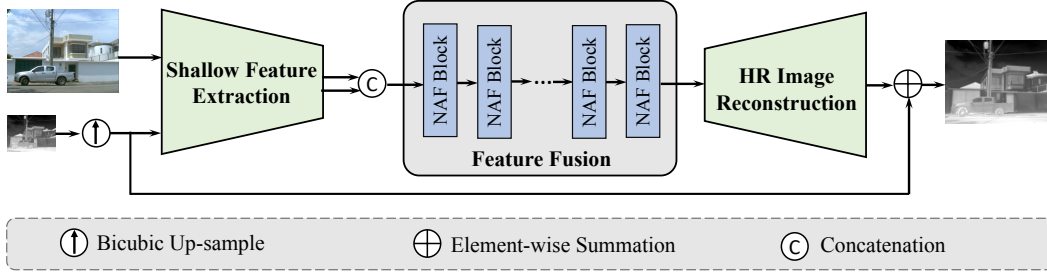 Shallow Feature
Extraction
C
NAF Block
NAF Block
...
NAF Block
NAF Block
Feature Fusion
HR Image
Reconstruction
Bicubic Up-sample
Element-wise Summation
C
Concatenation